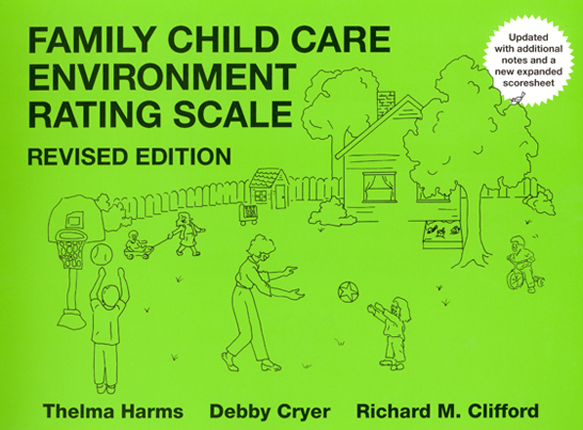 FAMILY CHILD CARE
ENVIRONMENT
RATING SCALE
REVISED EDITION
Updated
with additional
notes and a
new expanded
scoresheet
Thelma Harms Debby Cryer Richard M. Clifford